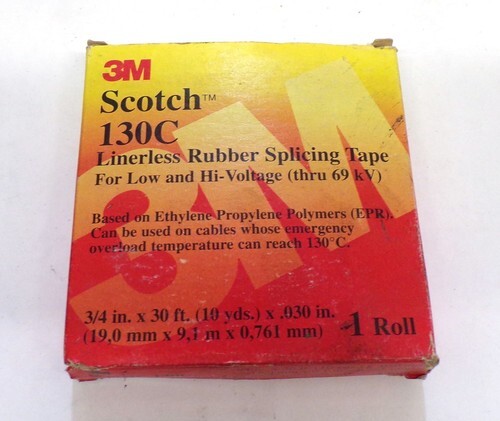 3M
Scotch™
130C
Linerless Rubber Splicing Tape
For Low and Hi-Voltage (thru 69 kV)
Based on Ethylene Propylene Polymers (EPR).
Can be used on cables whose emergency
overload temperature can reach 130°C.
3M
3/4 in. x 30 ft. (10 yds.) x .030 in.
(19,0 mm x 9,1 m x 0,761 mm)
1 Roll